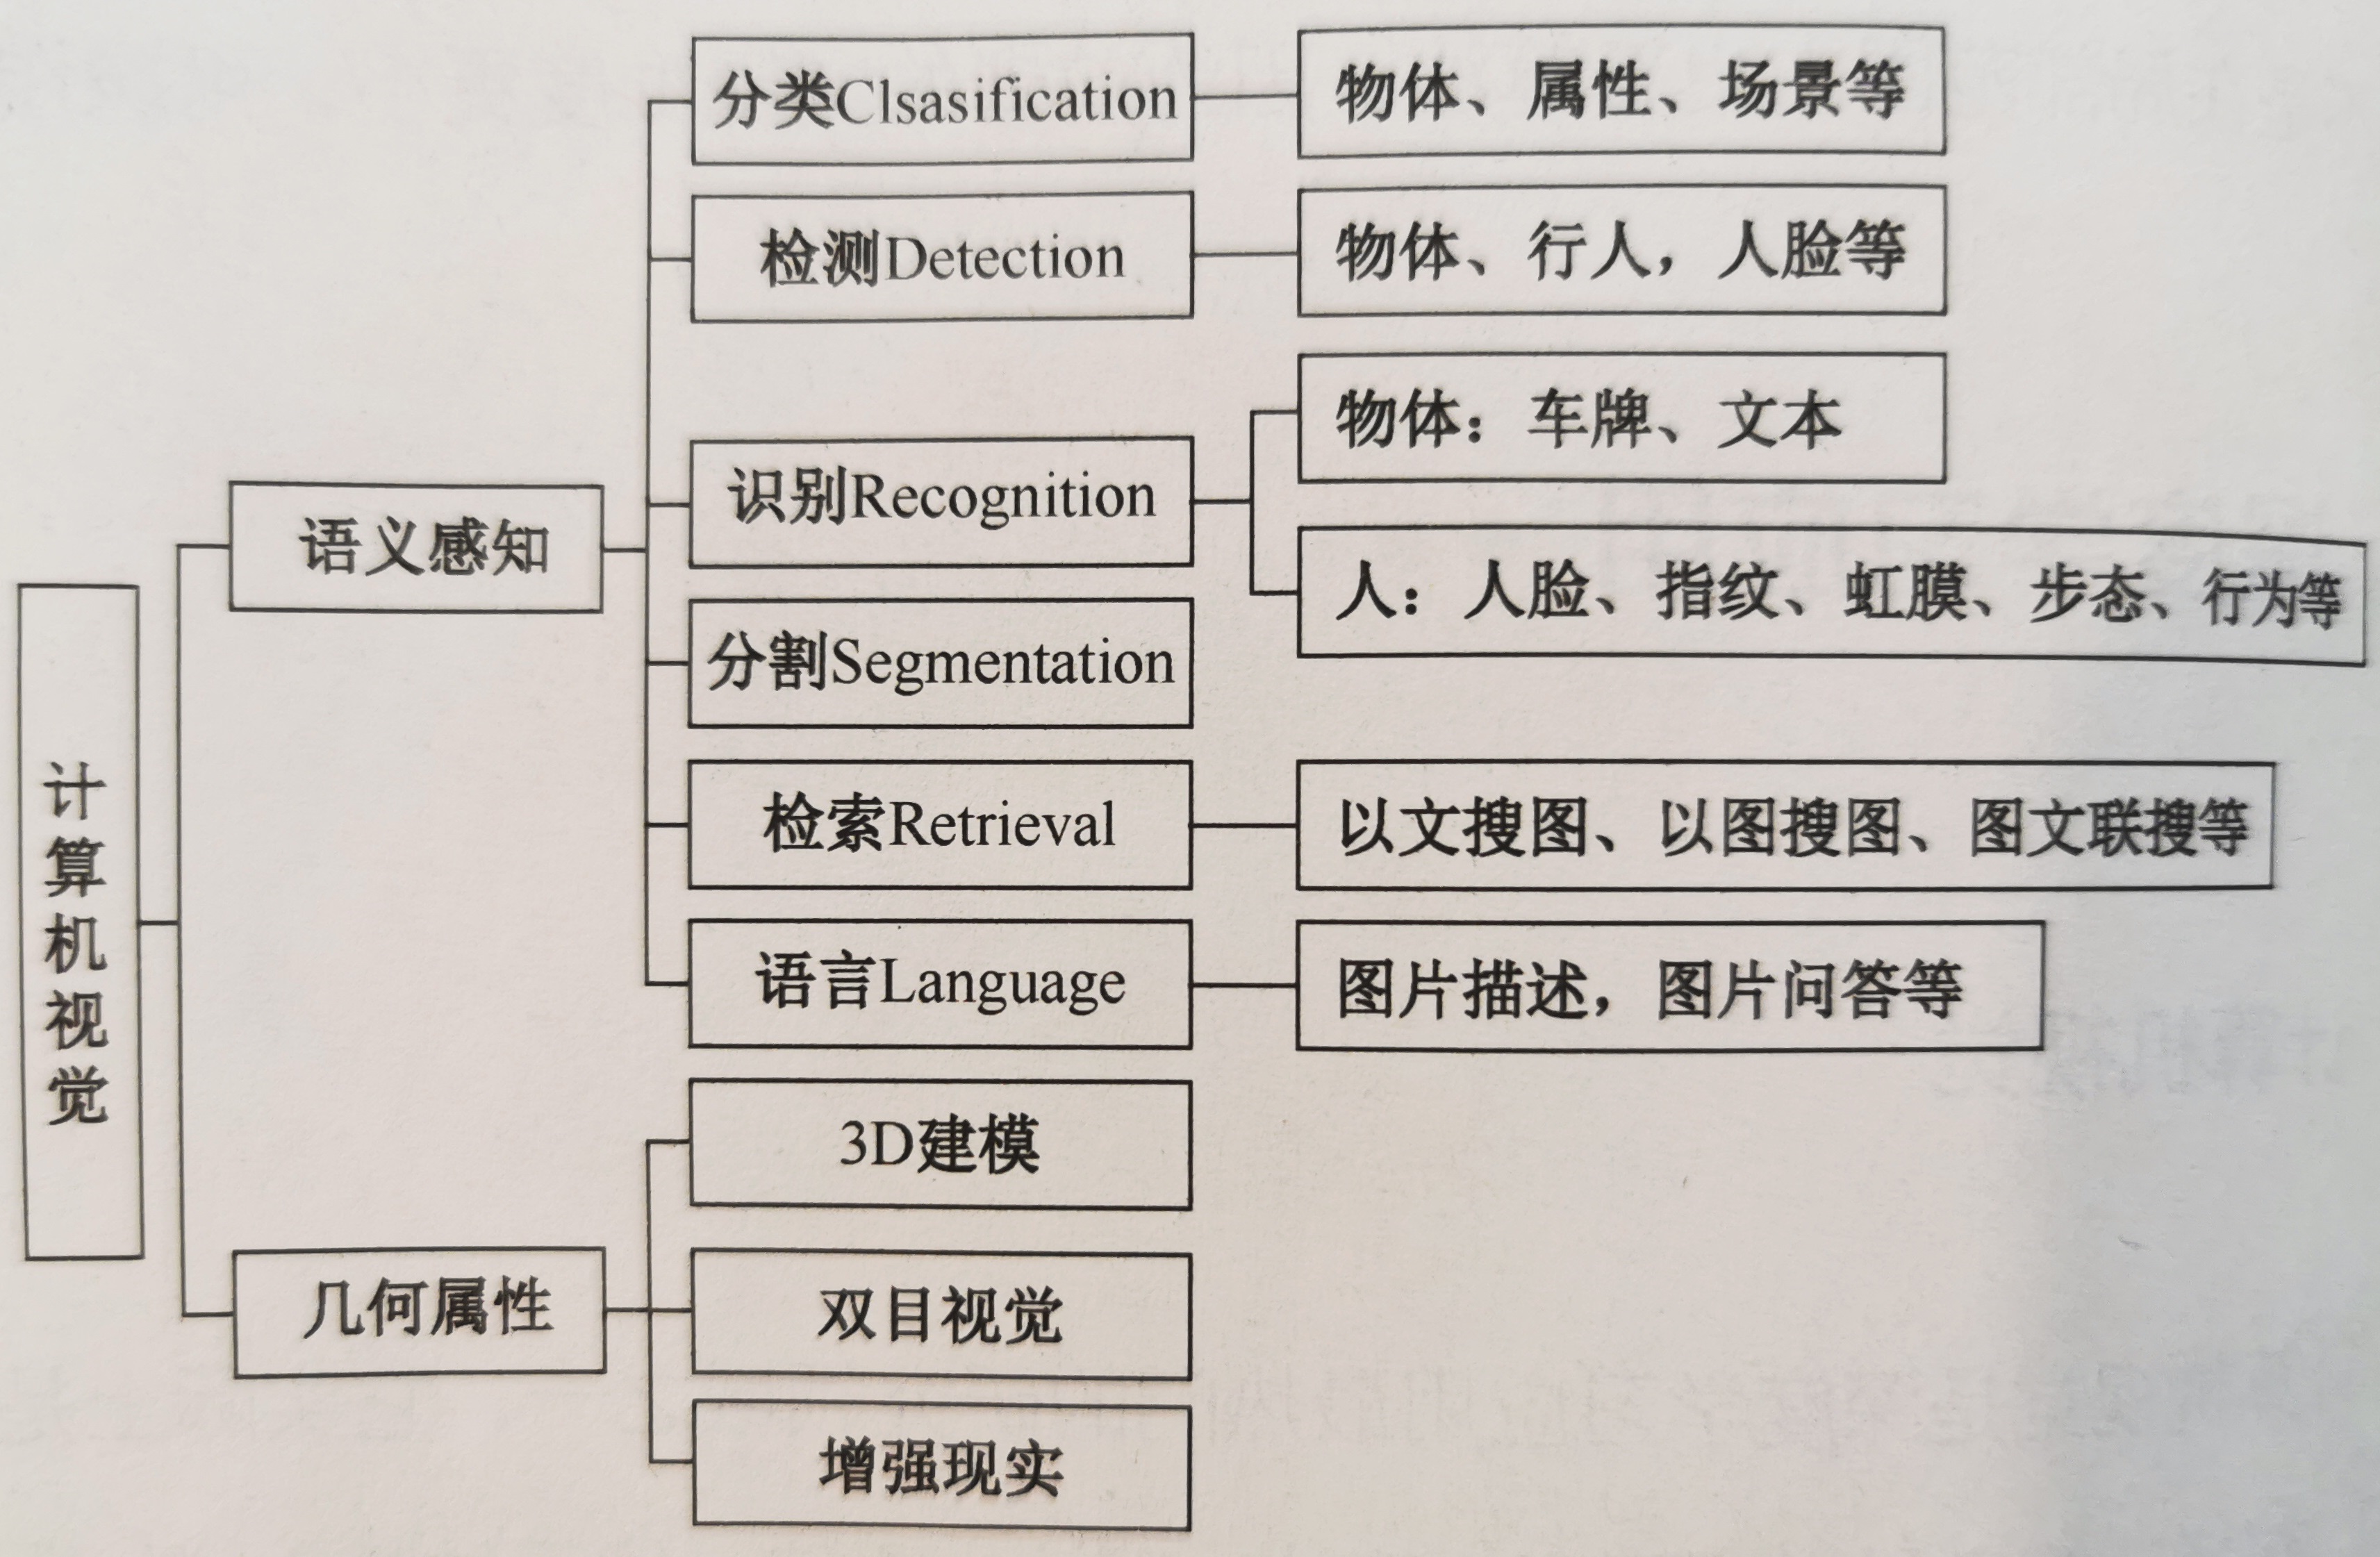 计算机视觉
语义感知
分类Clsasification
物体、属性、场景等
检测Detection
物体、行人，人脸等
识别Recognition
物体：车牌、文本
人：人脸、指纹、虹膜、步态、行为等
分割Segmentation
检索Retrieval
以文搜图、以图搜图、图文联搜等
语言Language
图片描述，图片问答等
几何属性
3D建模
双目视觉
增强现实